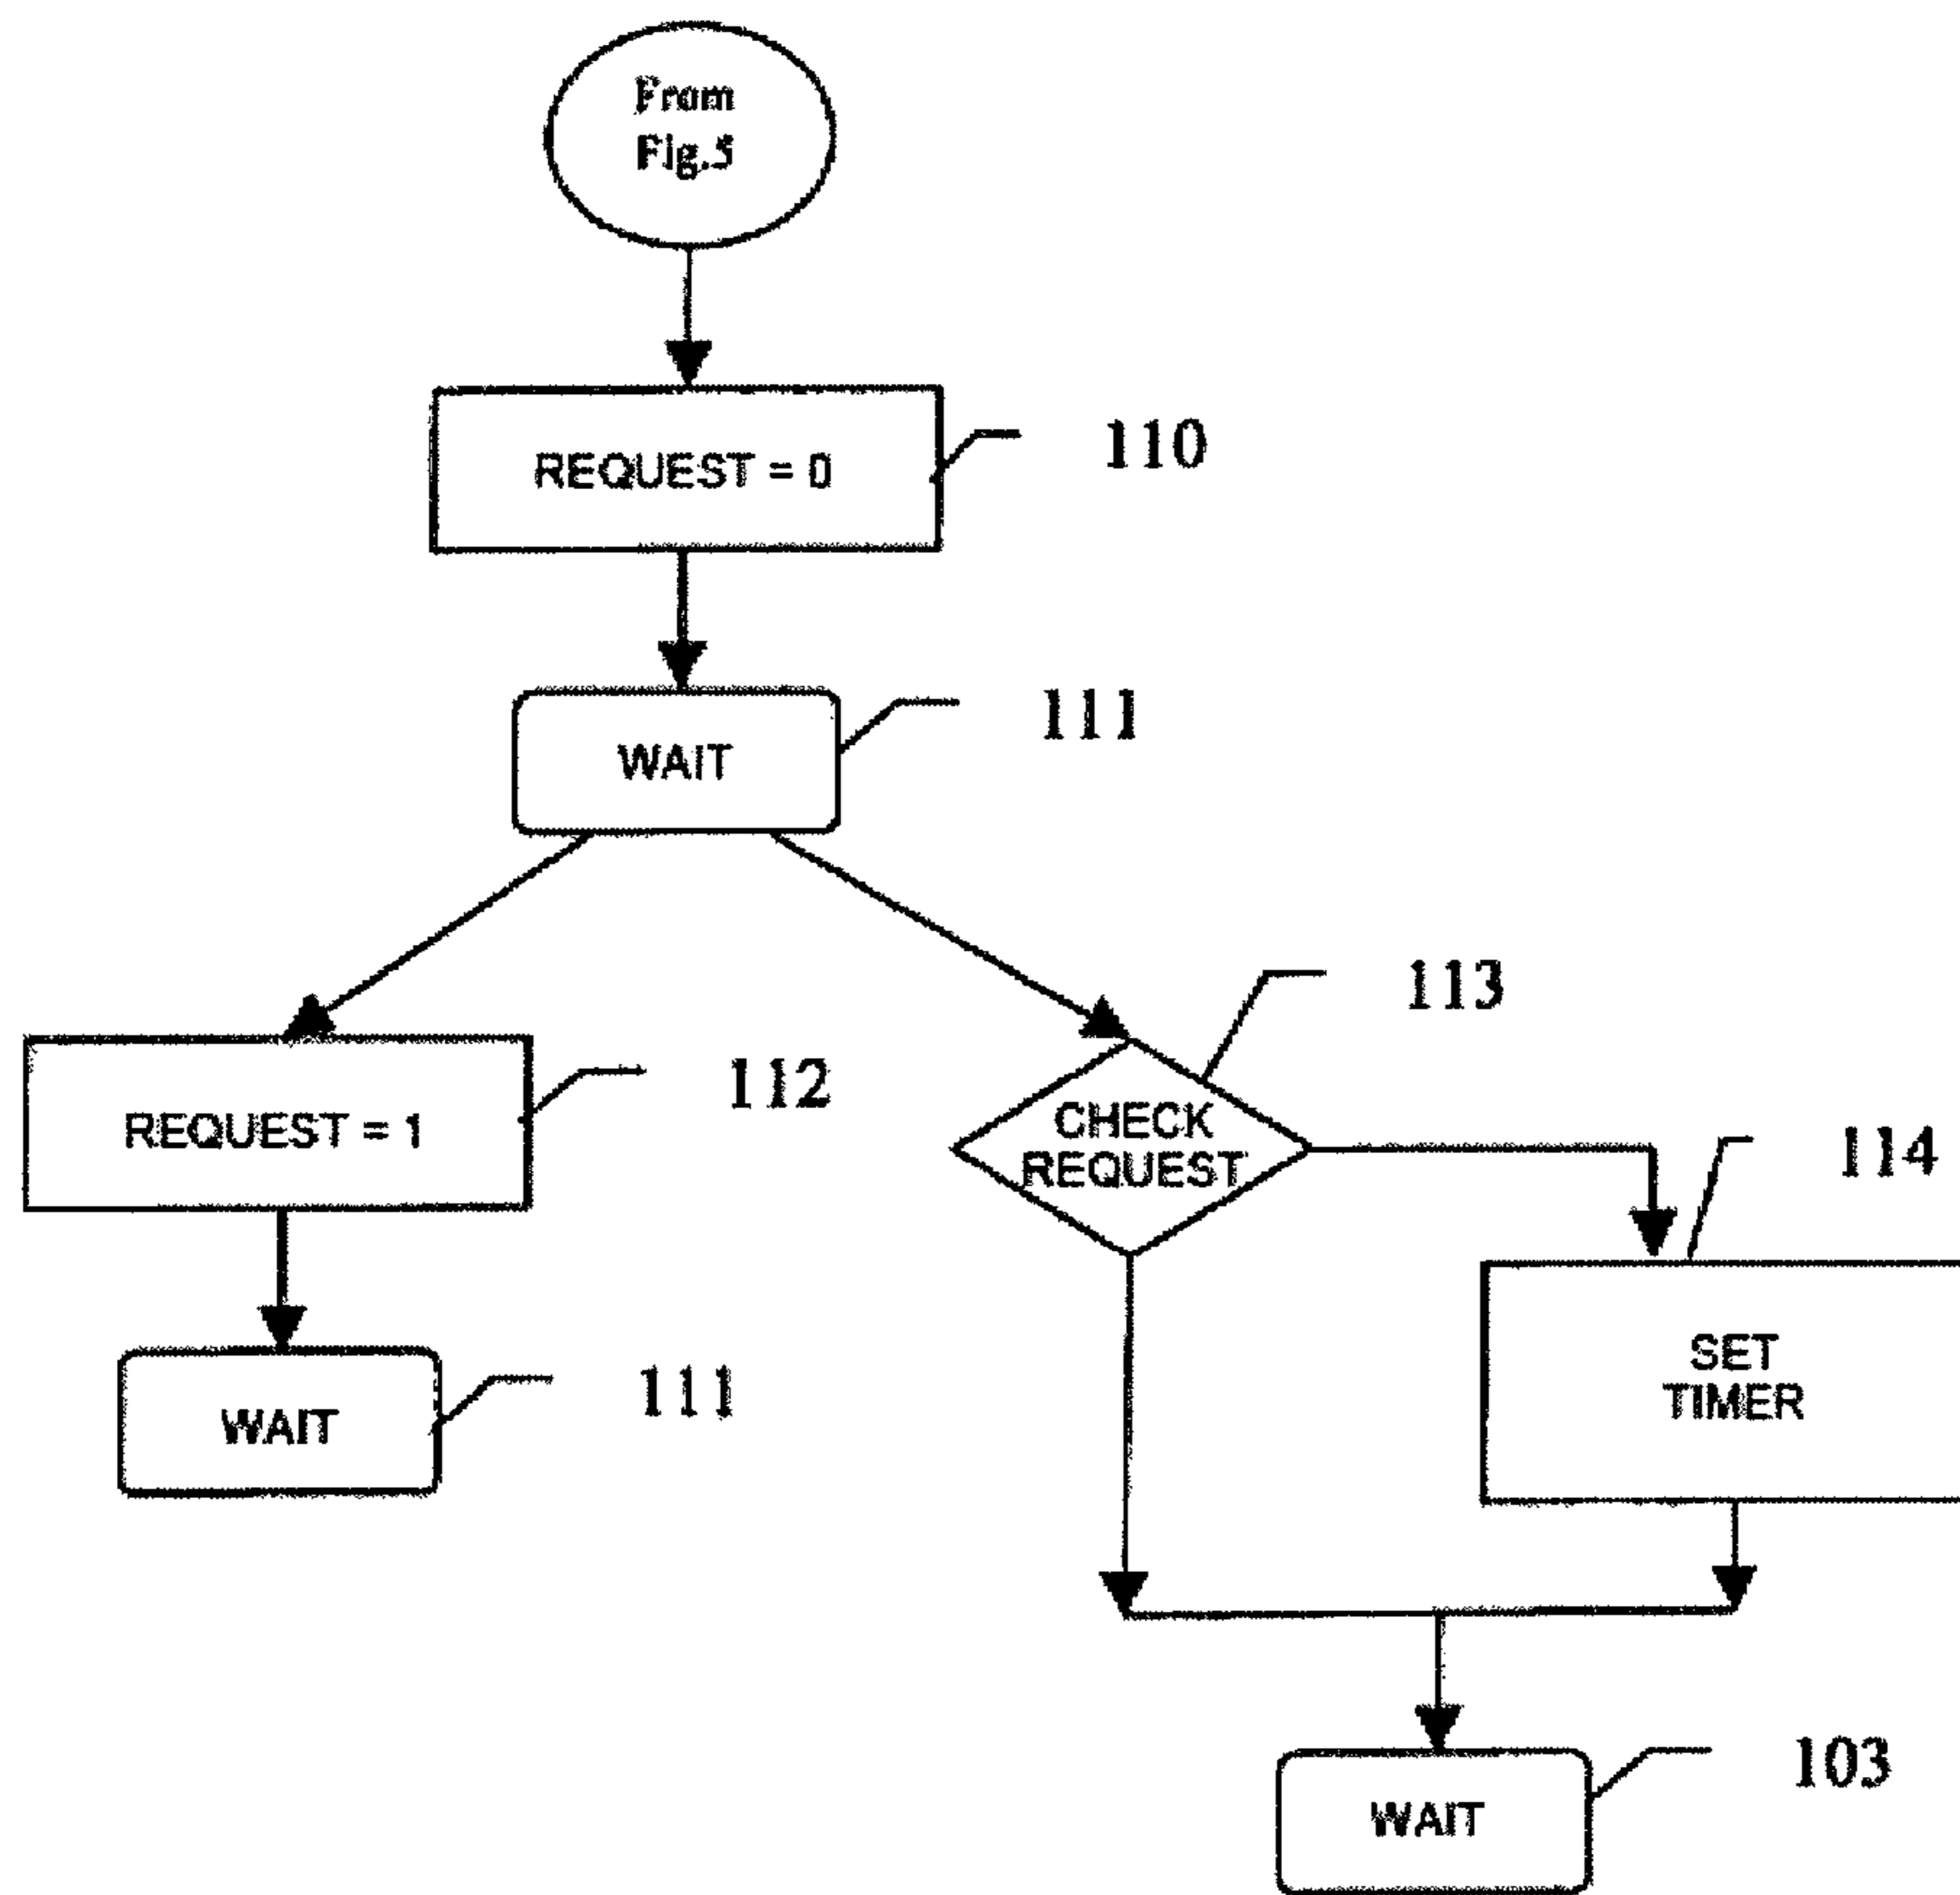 From
Fig.5
REQUEST = 0
110
WAIT
111
REQUEST = 1
112
CHECK
REQUEST
113
SET
TIMER
114
WAIT
111
WAIT
103